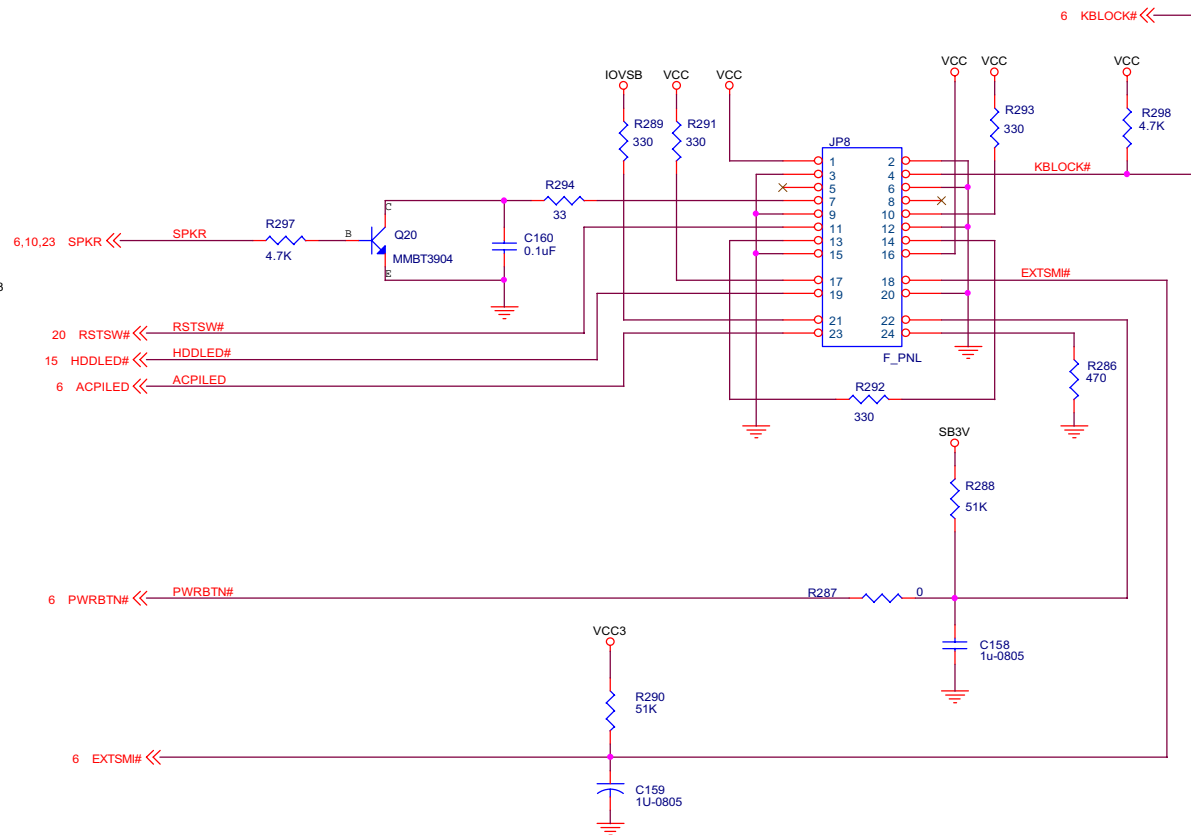 6 KBLOCK#
IOVSB VCC VCC VCC VCC VCC
R289
330
R291
330
R293
330
R298
4.7K
JP8
1 2
3 4
5 6
7 8
9 10
11 12
13 14
15 16
17 18
19 20
21 22
23 24
F_PNL
KBLOCK#
R294
33
C
B
E
Q20
MMBT3904
C160
0.1uF
6,10,23 SPKR
SPKR
R297
4.7K
EXTSMI#
3
20 RSTSW#
RSTSW#
15 HDDLED#
HDDLED#
6 ACPILED
ACPILED
R292
330
R286
470
SB3V
R288
51K
6 PWRBTN#
PWRBTN#
R287
0
C158
1u-0805
VCC3
R290
51K
6 EXTSMI#
C159
1U-0805